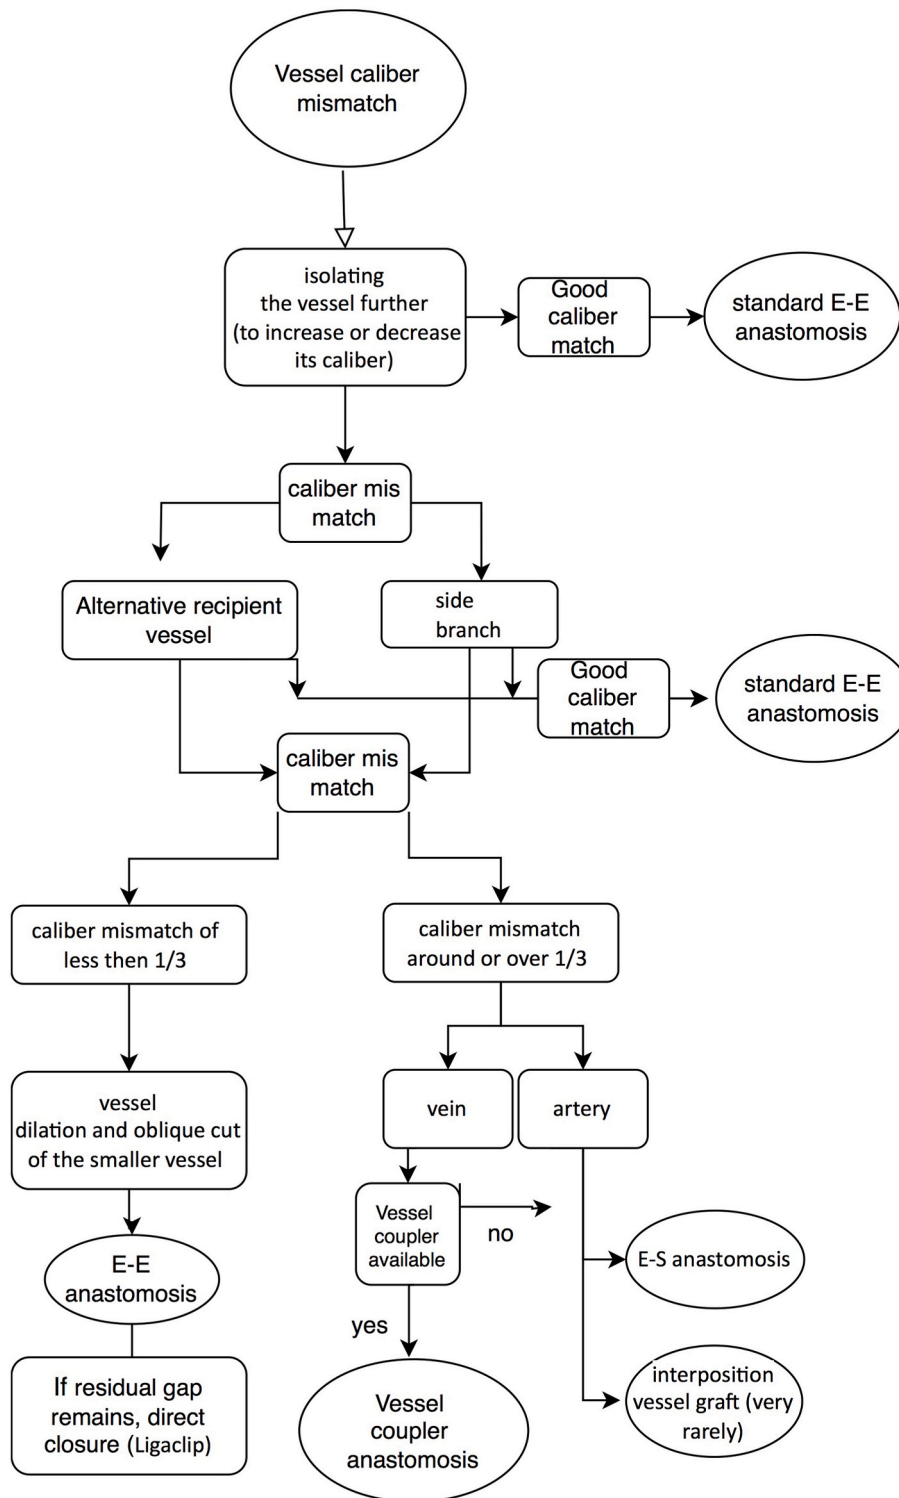 Vessel caliber
mismatch
isolating
the vessel further
(to increase or decrease
its caliber)
Good
caliber
match
standard E-E
anastomosis
caliber mis
match
Alternative recipient
vessel
side
branch
Good
caliber
match
standard E-E
anastomosis
caliber mis
match
caliber mismatch of
less then 1/3
caliber mismatch
around or over 1/3
vessel
dilation and oblique cut
of the smaller vessel
vein
artery
Vessel
coupler
available
no
yes
E-E
anastomosis
E-S anastomosis
If residual gap
remains, direct
closure (Ligaclip)
Vessel
coupler
anastomosis
interposition
vessel graft (very
rarely)